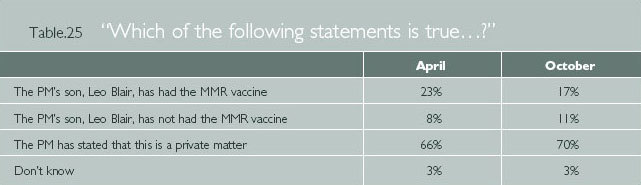 Table.25 "Which of the following statements is true…?"
April October
The PM's son, Leo Blair, has had the MMR vaccine 23% 17%
The PM's son, Leo Blair, has not had the MMR vaccine 8% 11%
The PM has stated that this is a private matter 66% 70%
Don't know 3% 3%